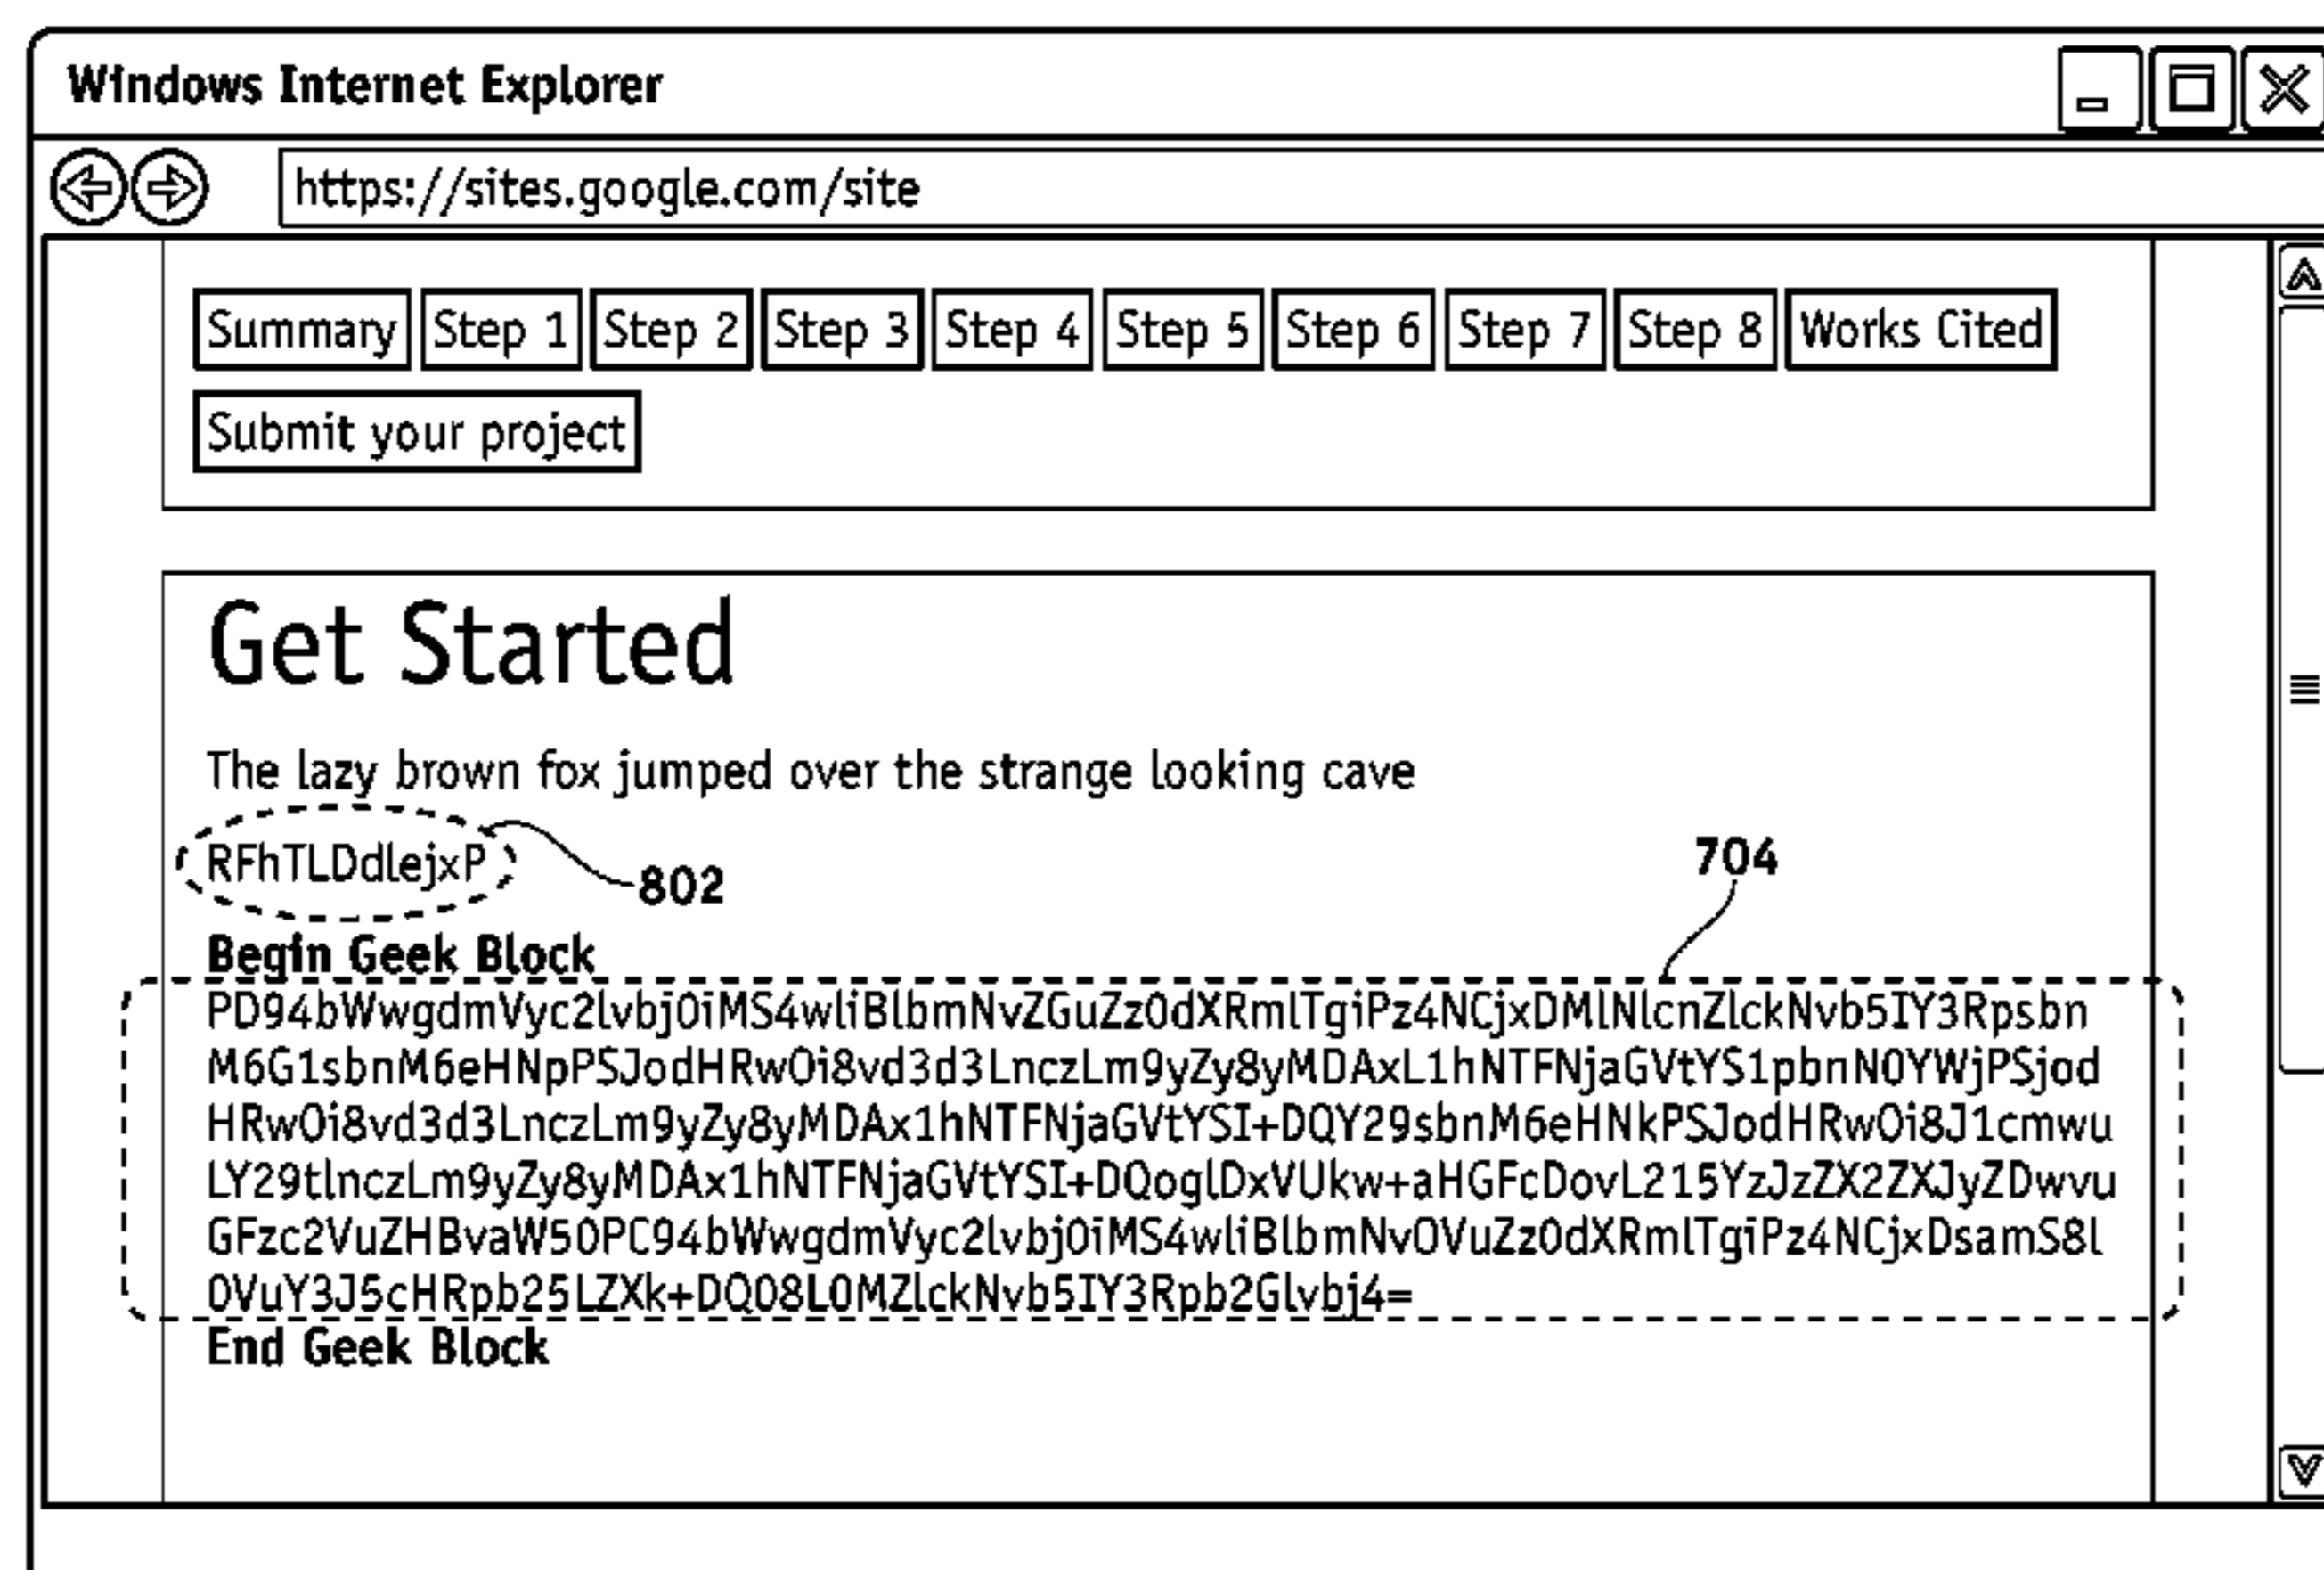 Windows Internet Explorer
https://sites.google.com/site
Summary Step 1 Step 2 Step 3 Step 4 Step 5 Step 6 Step 7 Step 8 Works Cited
Submit your project
Get Started
The lazy brown fox jumped over the strange looking cave
RFhTLDdlejxP
802
704
Begin Geek Block
PD94bWwgdmVyc2lvbj0iMS4wliBlbmNvZGuZz0dXRmlTgiPz4NCjxDMlNlcnZlckNvb5IY3Rpsbn
M6G1sbnM6eHNpPSJodHRwOi8vd3d3LnczLm9yZy8yMDAxL1hNTFNjaGVtYS1pbnN0YWjPSjod
HRwOi8vd3d3LnczLm9yZy8yMDAx1hNTFNjaGVtYSI+DQY29sbnM6eHNkPSJodHRwOi8J1cmwu
LY29tlnczLm9yZy8yMDAx1hNTFNjaGVtYSI+DQoglDxVUkw+aHGFcDovL215YzJzZX2ZXJyZDwvu
GFzc2VuZHBvaW50PC94bWwgdmVyc2lvbj0iMS4wliBlbmNvOVuZz0dXRmlTgiPz4NCjxDsamS8l
0VuY3J5cHRpb25LZXk+DQ08L0MZlckNvb5IY3Rpb2Glvbj4=
End Geek Block